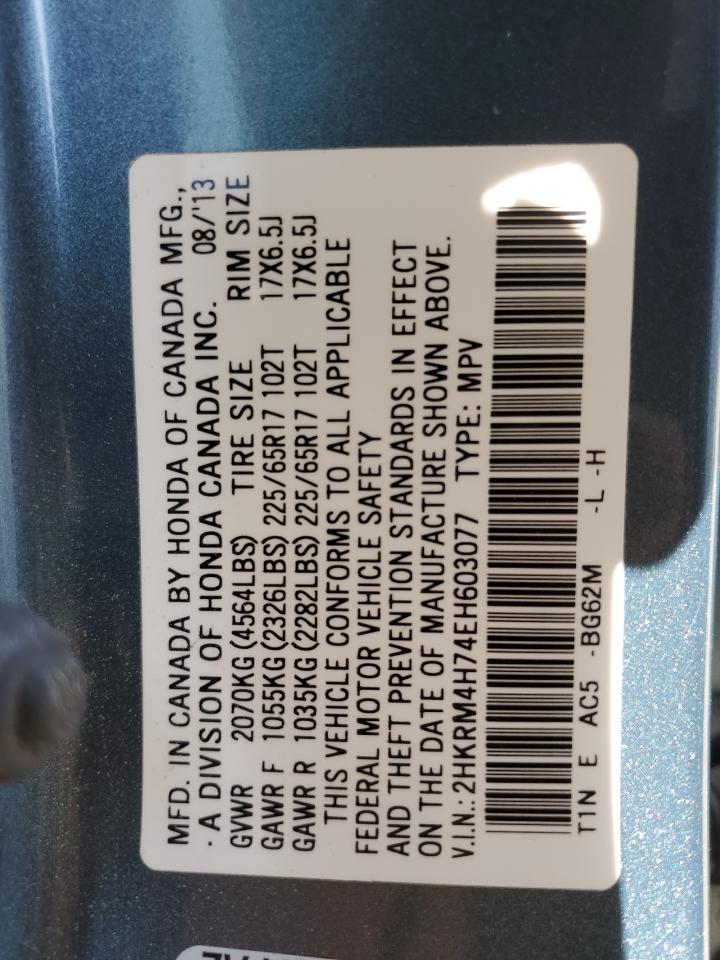 MFD. IN CANADA BY HONDA OF CANADA MFG.,
· A DIVISION OF HONDA CANADA INC. 08/'13
GVWR 2070KG(4564LBS) TIRE SIZE RIM SIZE
GAWR F 1055KG(2326LBS) 225/65R17 102T 17X6.5J
GAWR R 1035KG(2282LBS) 225/65R17 102T 17X6.5J
THIS VEHICLE CONFORMS TO ALL APPLICABLE
FEDERAL MOTOR VEHICLE SAFETY
AND THEFT PREVENTION STANDARDS IN EFFECT
ON THE DATE OF MANUFACTURE SHOWN ABOVE.
V.I.N.: 2HKRM4H74EH603077 TYPE: MPV
T1N E AC5 -BG62M -L -H